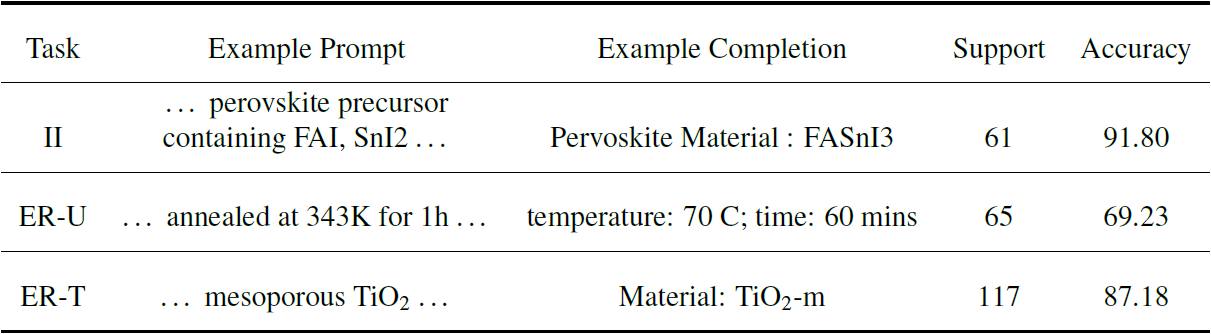 Task Example Prompt Example Completion Support Accuracy
… perovskite precursor
II containing FAI, SnI2 … Pervoskite Material : FASnI3 61 91.80
ER-U … annealed at 343K for 1h … temperature: 70 C; time: 60 mins 65 69.23
ER-T … mesoporous TiO₂ … Material: TiO₂-m 117 87.18